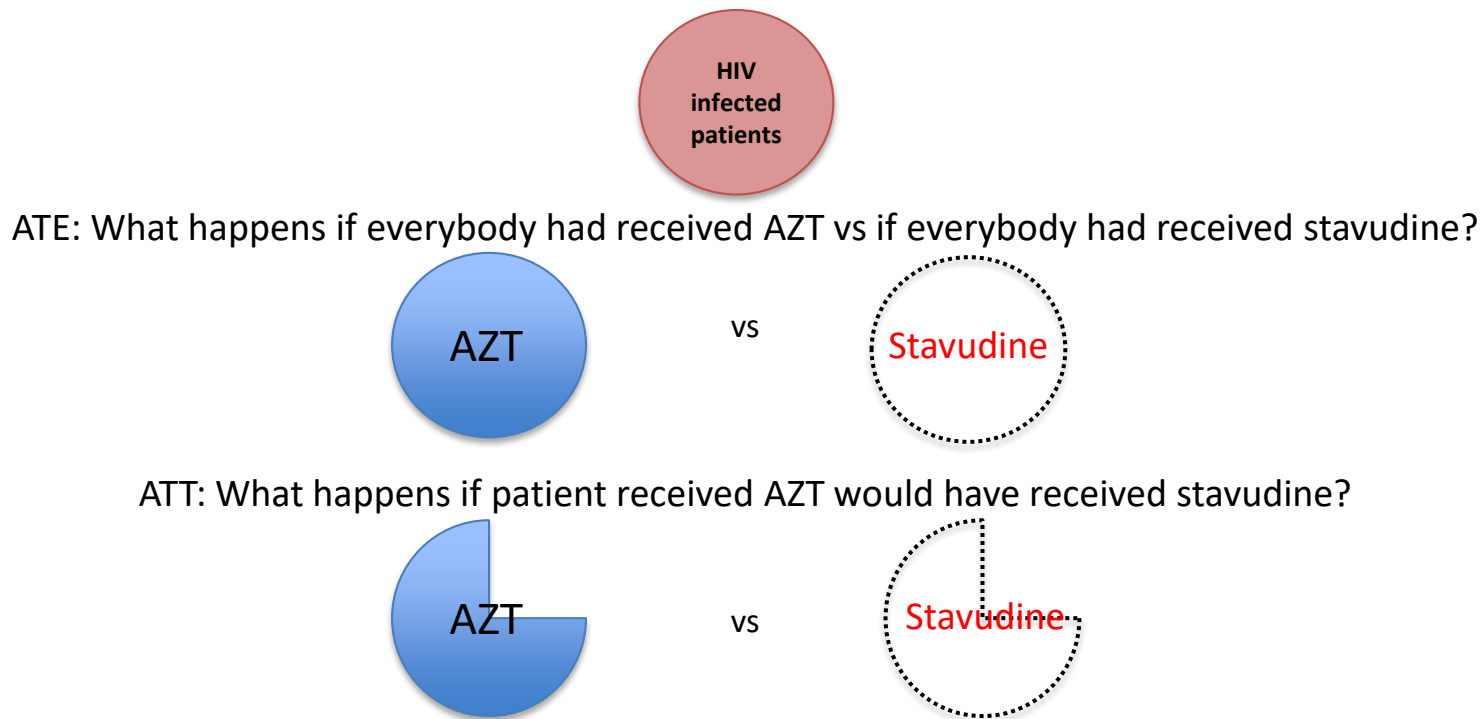 HIV
infected
patients
ATE: What happens if everybody had received AZT vs if everybody had received stavudine?
AZT
vs
Stavudine
ATT: What happens if patient received AZT would have received stavudine?
AZT
vs
Stavudine